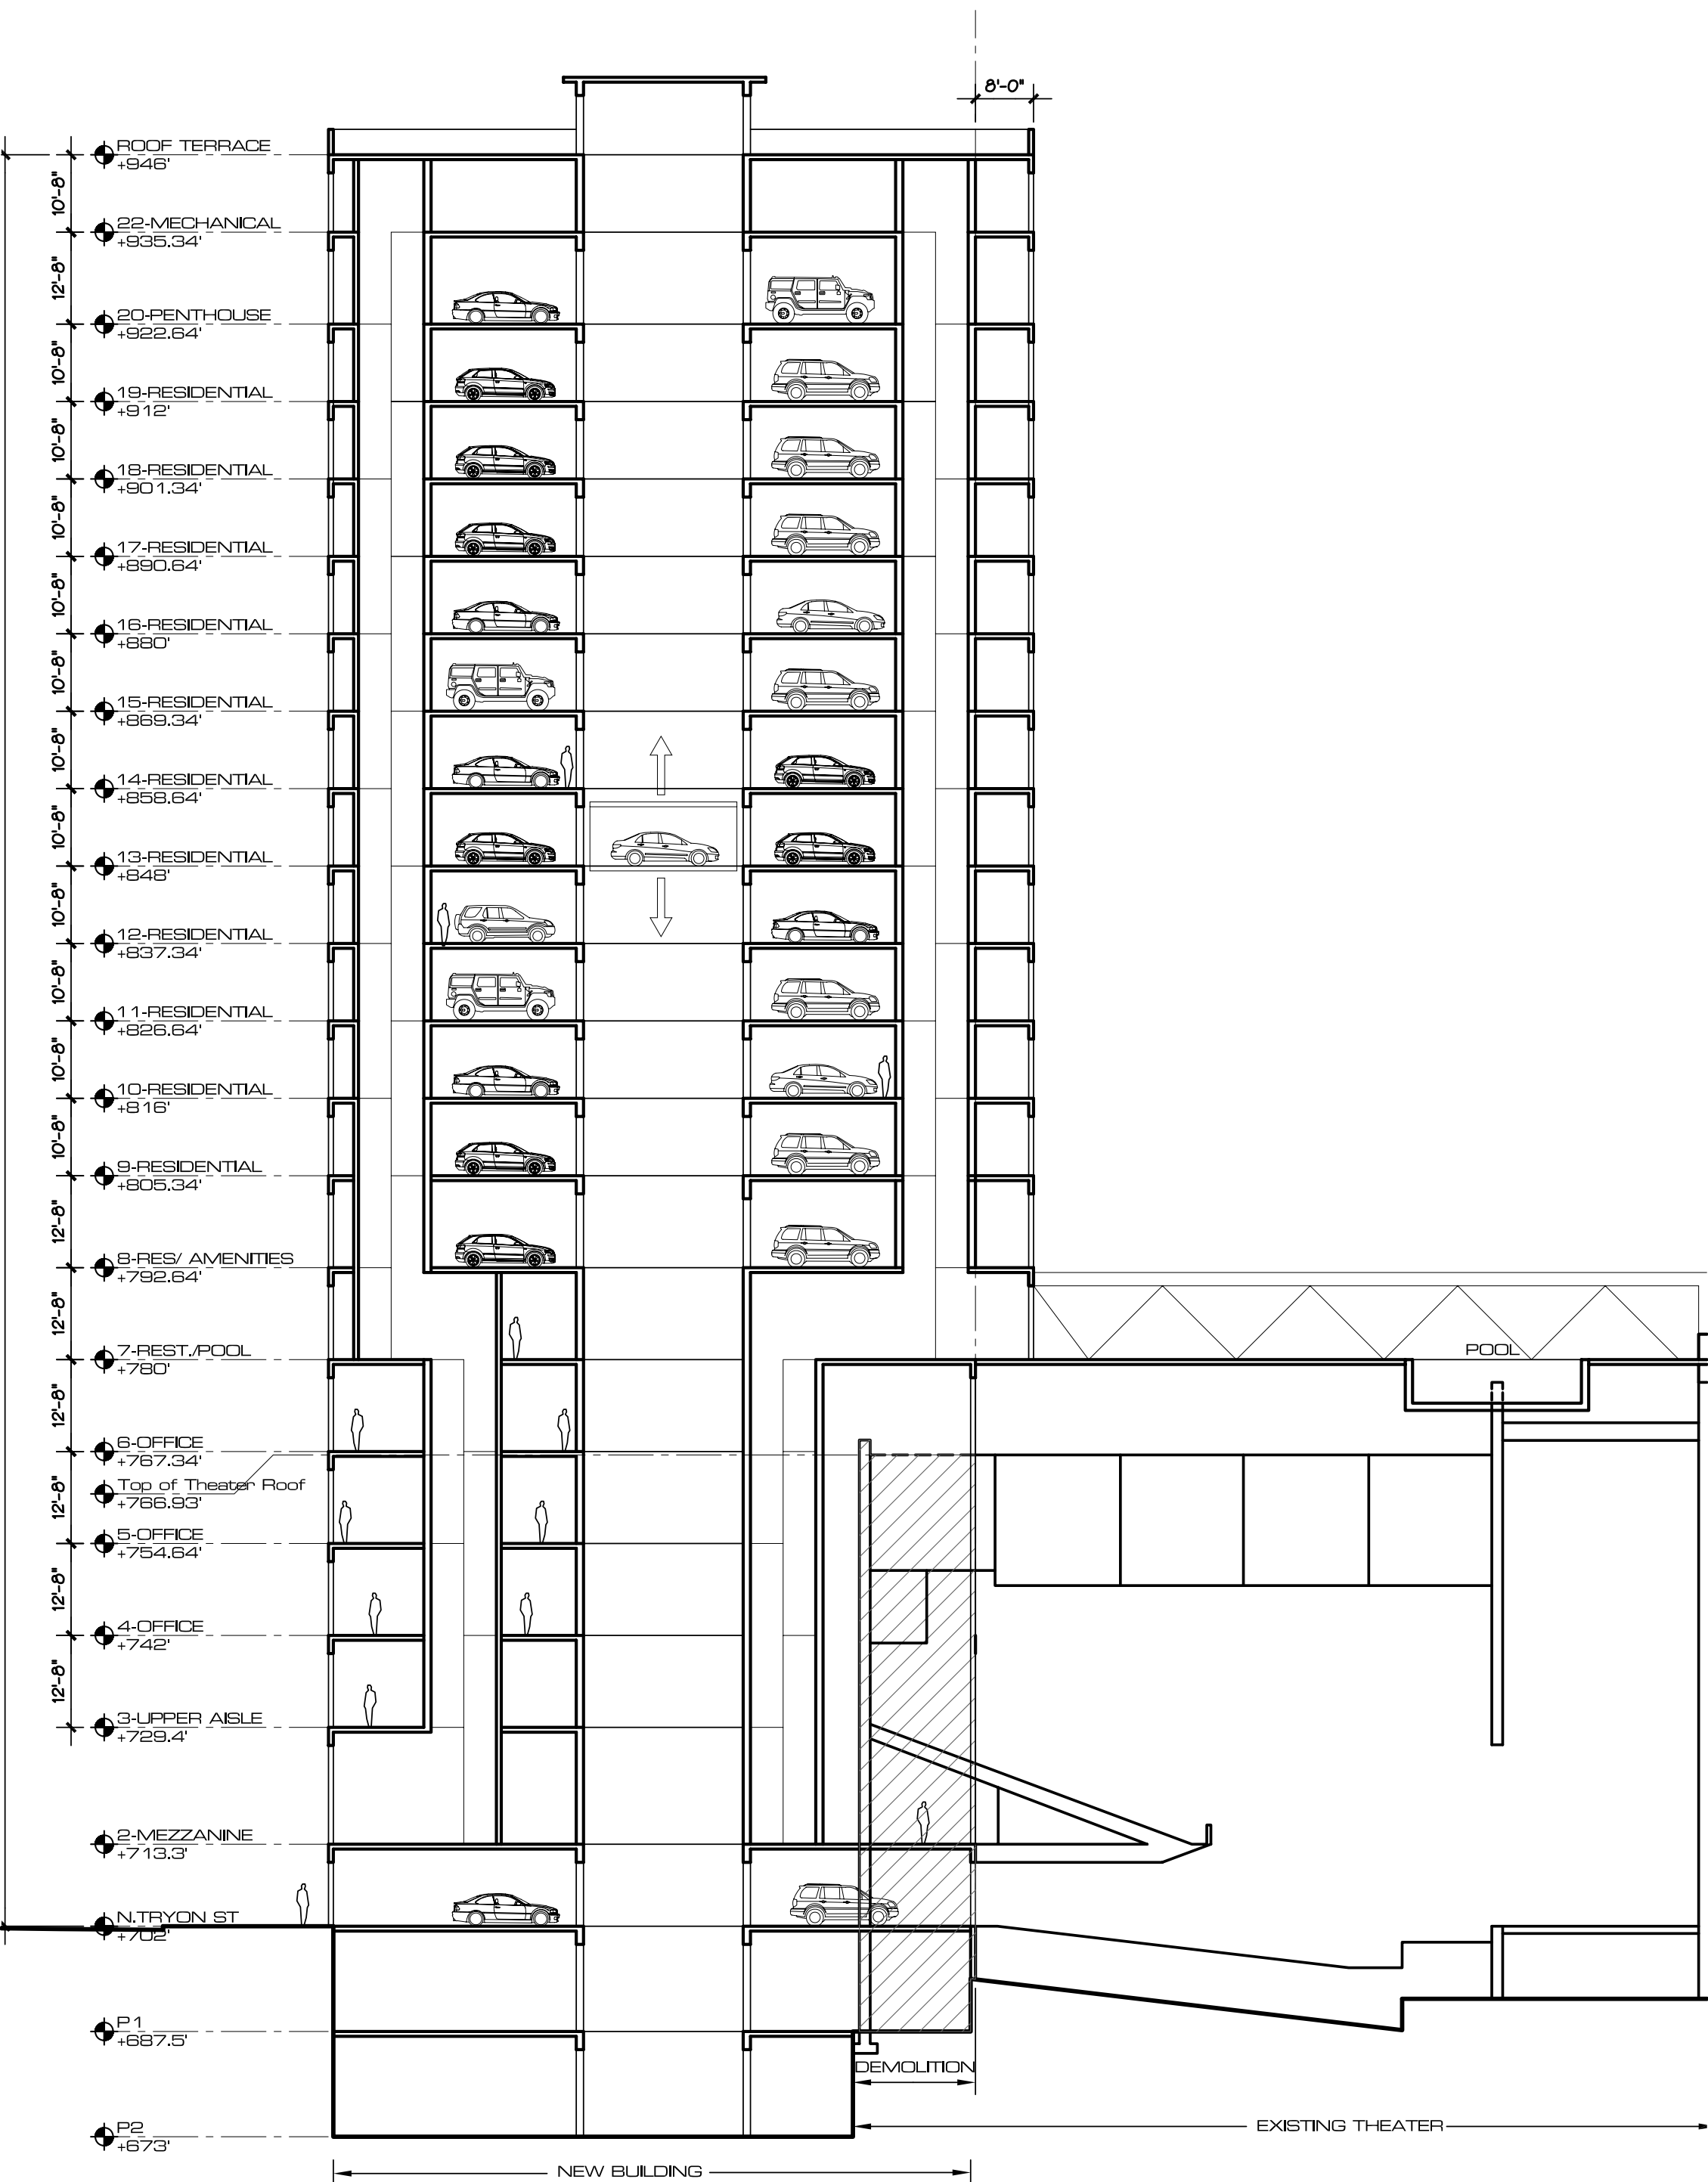 8'-0"
ROOF TERRACE
+946'
10'-8"
22-MECHANICAL
+935.34'
12'-8"
20-PENTHOUSE
+922.64'
10'-8"
19-RESIDENTIAL
+912'
10'-8"
18-RESIDENTIAL
+901.34'
10'-8"
17-RESIDENTIAL
+890.64'
10'-8"
16-RESIDENTIAL
+880'
10'-8"
15-RESIDENTIAL
+869.34'
10'-8"
14-RESIDENTIAL
+858.64'
10'-8"
13-RESIDENTIAL
+848'
10'-8"
12-RESIDENTIAL
+837.34'
10'-8"
11-RESIDENTIAL
+826.64'
10'-8"
10-RESIDENTIAL
+816'
10'-8"
9-RESIDENTIAL
+805.34'
12'-8"
8-RES/ AMENITIES
+792.64'
12'-8"
7-REST./POOL
+780'
POOL
12'-8"
6-OFFICE
+767.34'
Top of Theater Roof
+766.93'
12'-8"
5-OFFICE
+754.64'
12'-8"
4-OFFICE
+742'
12'-8"
3-UPPER AISLE
+729.4'
2-MEZZANINE
+713.3'
N.TRYON ST
+702'
P1
+687.5'
DEMOLITION
P2
+673'
EXISTING THEATER
NEW BUILDING